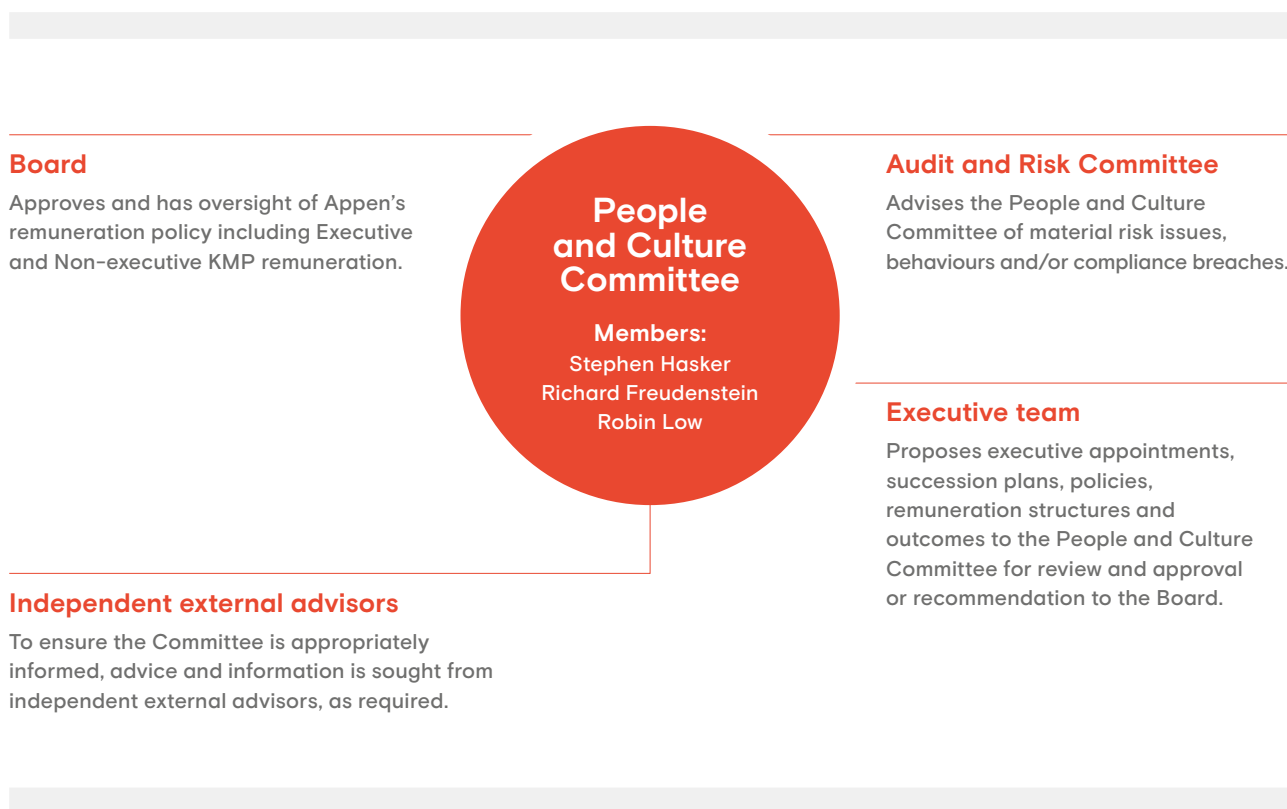 Board
Approves and has oversight of Appen's
remuneration policy including Executive
and Non-executive KMP remuneration.
People
and Culture
Committee
Members:
Stephen Hasker
Richard Freudenstein
Robin Low
Audit and Risk Committee
Advises the People and Culture
Committee of material risk issues,
behaviours and/or compliance breaches.
Executive team
Proposes executive appointments,
succession plans, policies,
remuneration structures and
outcomes to the People and Culture
Committee for review and approval
or recommendation to the Board.
Independent external advisors
To ensure the Committee is appropriately
informed, advice and information is sought from
independent external advisors, as required.